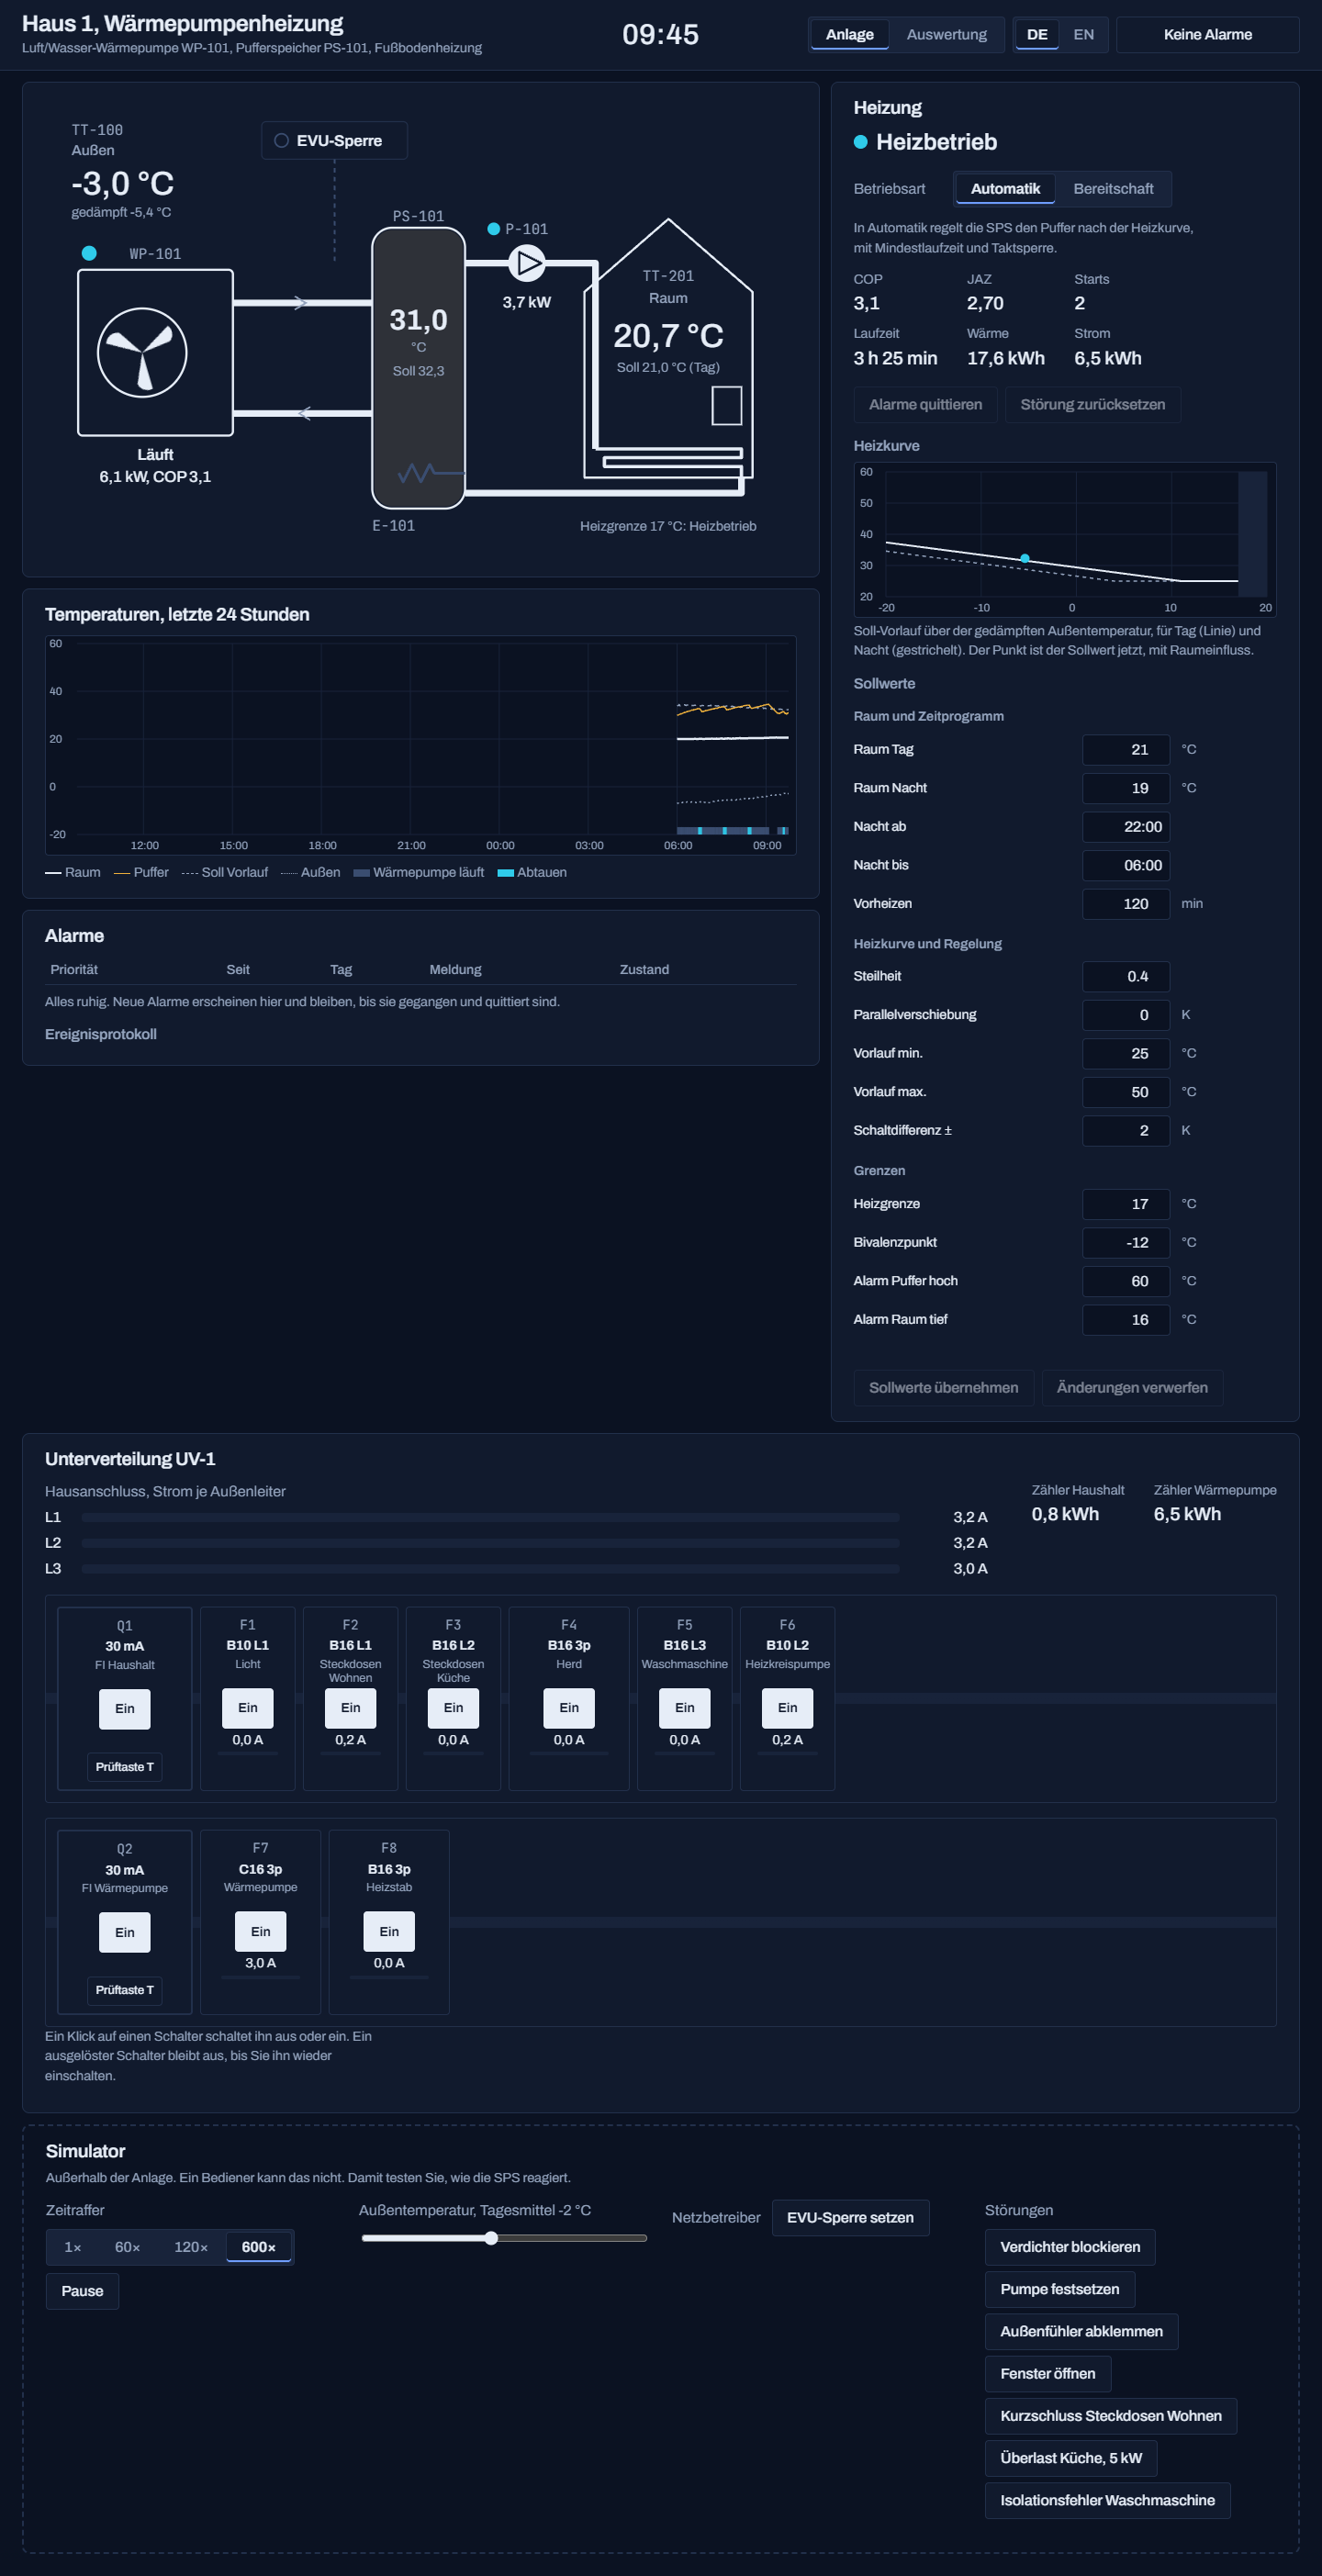 Haus 1, Wärmepumpenheizung
Luft/Wasser-Wärmepumpe WP-101, Pufferspeicher PS-101, Fußbodenheizung
09:45
Anlage Auswertung
DE EN
Keine Alarme
TT-100
Außen
-3,0 °C
gedämpft -5,4 °C
EVU-Sperre
WP-101
Läuft
6,1 kW, COP 3,1
PS-101
31,0
°C
Soll 32,3
E-101
P-101
3,7 kW
TT-201
Raum
20,7 °C
Soll 21,0 °C (Tag)
Heizgrenze 17 °C: Heizbetrieb
Temperaturen, letzte 24 Stunden
60
40
20
0
-20
12:00 15:00 18:00 21:00 00:00 03:00 06:00 09:00
Raum Puffer Soll Vorlauf Außen Wärmepumpe läuft Abtauen
Alarme
Priorität Seit Tag Meldung Zustand
Alles ruhig. Neue Alarme erscheinen hier und bleiben, bis sie gegangen und quittiert sind.
Ereignisprotokoll
Heizung
Heizbetrieb
Betriebsart Automatik Bereitschaft
In Automatik regelt die SPS den Puffer nach der Heizkurve,
mit Mindestlaufzeit und Taktsperre.
COP JAZ Starts
3,1 2,70 2
Laufzeit Wärme Strom
3 h 25 min 17,6 kWh 6,5 kWh
Alarme quittieren Störung zurücksetzen
Heizkurve
60
50
40
30
20
-20 -10 0 10 20
Soll-Vorlauf über der gedämpften Außentemperatur, für Tag (Linie) und
Nacht (gestrichelt). Der Punkt ist der Sollwert jetzt, mit Raumeinfluss.
Sollwerte
Raum und Zeitprogramm
Raum Tag 21 °C
Raum Nacht 19 °C
Nacht ab 22:00
Nacht bis 06:00
Vorheizen 120 min
Heizkurve und Regelung
Steilheit 0.4
Parallelverschiebung 0 K
Vorlauf min. 25 °C
Vorlauf max. 50 °C
Schaltdifferenz ± 2 K
Grenzen
Heizgrenze 17 °C
Bivalenzpunkt -12 °C
Alarm Puffer hoch 60 °C
Alarm Raum tief 16 °C
Sollwerte übernehmen Änderungen verwerfen
Unterverteilung UV-1
Hausanschluss, Strom je Außenleiter
L1 3,2 A
L2 3,2 A
L3 3,0 A
Zähler Haushalt Zähler Wärmepumpe
0,8 kWh 6,5 kWh
Q1
30 mA
FI Haushalt
Ein
Prüftaste T
F1
B10 L1
Licht
Ein
0,0 A
F2
B16 L1
Steckdosen
Wohnen
Ein
0,2 A
F3
B16 L2
Steckdosen
Küche
Ein
0,0 A
F4
B16 3p
Herd
Ein
0,0 A
F5
B16 L3
Waschmaschine
Ein
0,0 A
F6
B10 L2
Heizkreispumpe
Ein
0,2 A
Q2
30 mA
FI Wärmepumpe
Ein
Prüftaste T
F7
C16 3p
Wärmepumpe
Ein
3,0 A
F8
B16 3p
Heizstab
Ein
0,0 A
Ein Klick auf einen Schalter schaltet ihn aus oder ein. Ein
ausgelöster Schalter bleibt aus, bis Sie ihn wieder
einschalten.
Simulator
Außerhalb der Anlage. Ein Bediener kann das nicht. Damit testen Sie, wie die SPS reagiert.
Zeitraffer
1× 60× 120× 600×
Pause
Außentemperatur, Tagesmittel -2 °C
Netzbetreiber EVU-Sperre setzen
Störungen
Verdichter blockieren
Pumpe festsetzen
Außenfühler abklemmen
Fenster öffnen
Kurzschluss Steckdosen Wohnen
Überlast Küche, 5 kW
Isolationsfehler Waschmaschine